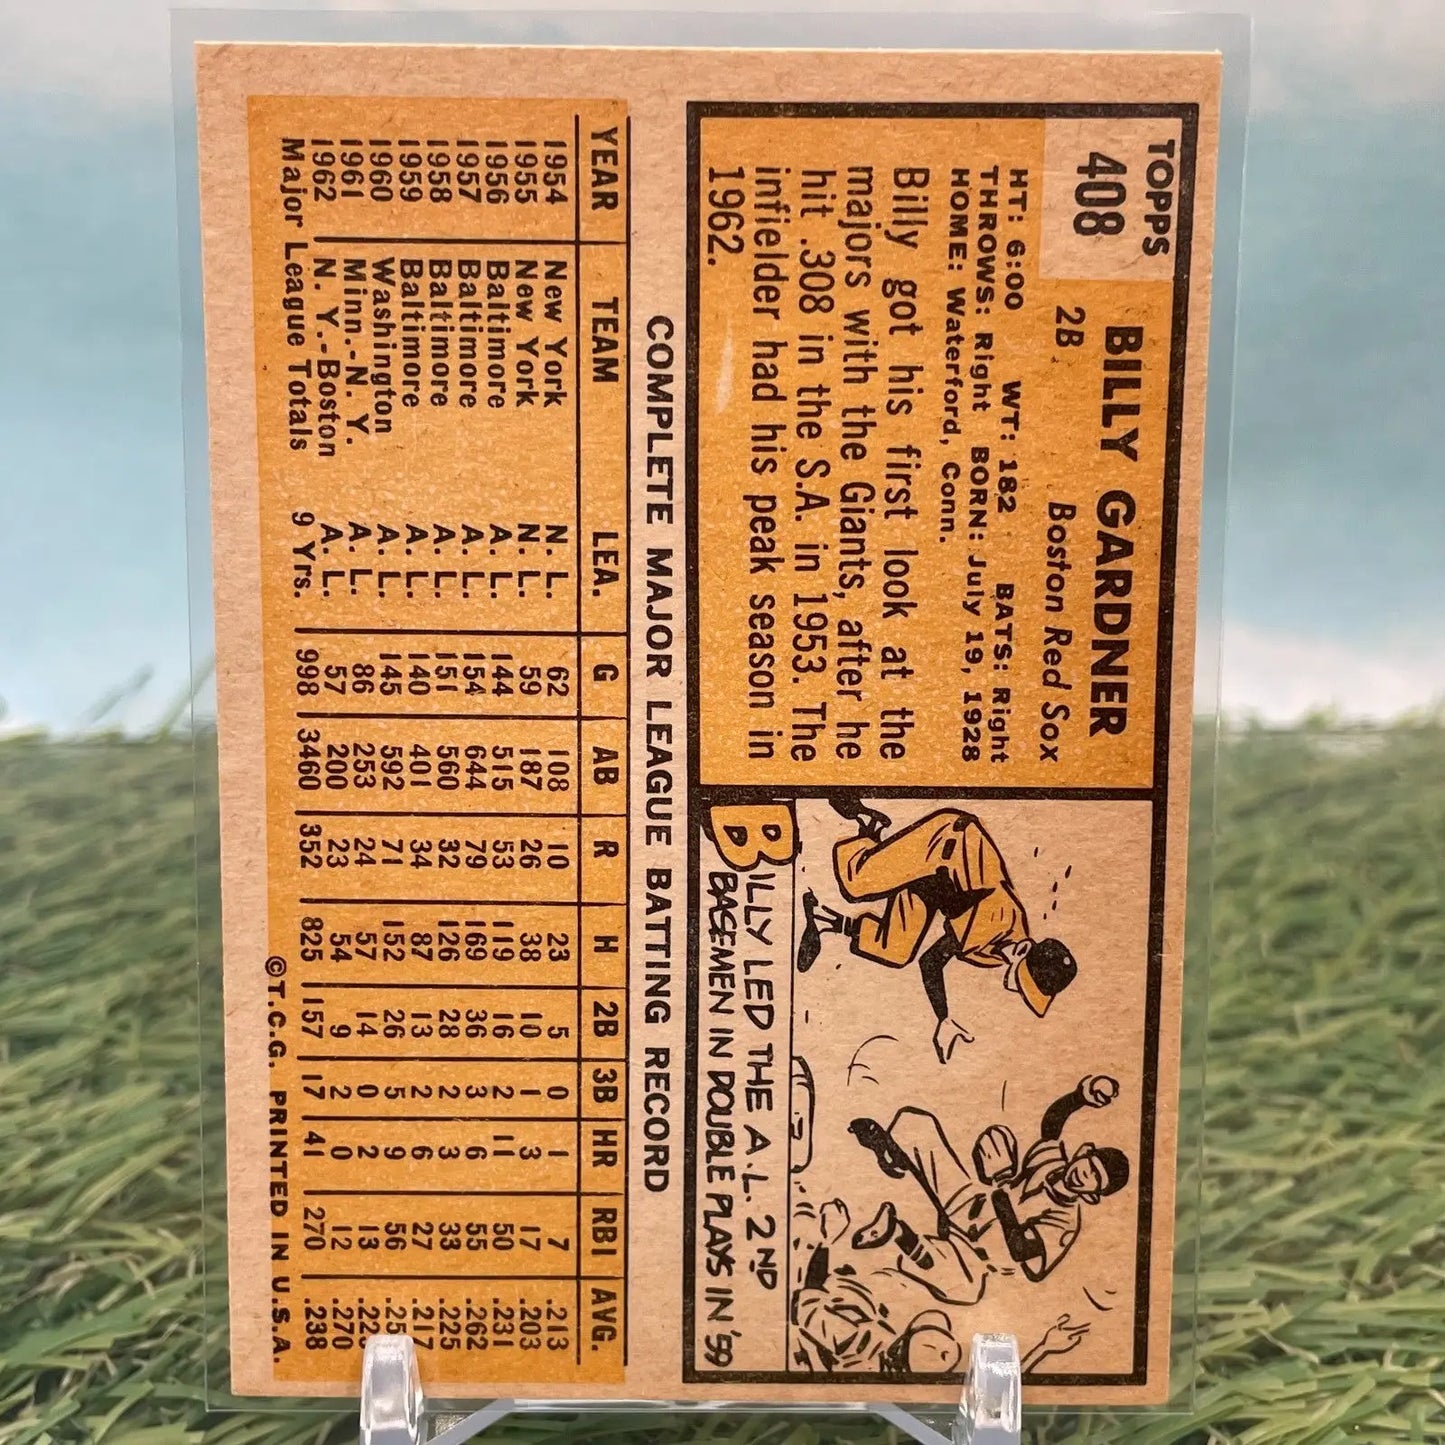 TOPPS
408
BILLY GARDNER
2B Boston Red Sox
HT: 6:00 WT: 182 BATS: Right
THROWS: Right BORN: July 19, 1928
HOME: Waterford, Conn.
Billy got his first look at the
majors with the Giants, after he
hit .308 in the S.A. in 1953. The
infielder had his peak season in
1962.
BILLY LED THE A.L. 2ND
BASEMEN IN DOUBLE PLAYS IN '59
COMPLETE MAJOR LEAGUE BATTING RECORD
YEAR TEAM LEA. G AB R H 2B 3B HR RBI AVG.
1954 New York N. L. 62 108 10 23 5 0 1 7 .213
1955 New York N. L. 59 187 26 38 10 1 3 17 .203
1956 Baltimore A. L. 144 515 53 119 16 2 11 50 .231
1957 Baltimore A. L. 154 644 79 169 36 3 6 55 .262
1958 Baltimore A. L. 151 560 32 126 28 2 3 33 .225
1959 Baltimore A. L. 140 401 34 87 13 2 6 27 .217
1960 Washington A. L. 145 592 71 152 26 5 9 56
1961 Minn.-N. Y. A. L. 86 253 24 57 14 0 2 13
1962 N. Y.-Boston A. L. 57 200 23 54 9 2 0 12 .270
Major League Totals 9 Yrs. 998 3460 352 825 157 17 41 270 .238
©T.C.G. PRINTED IN U.S.A.